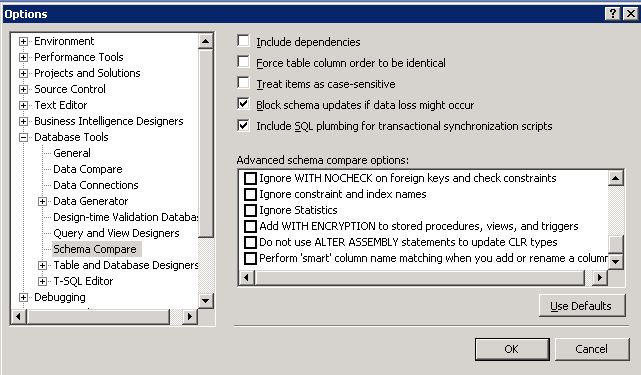 Options
Environment
Performance Tools
Projects and Solutions
Source Control
Text Editor
Business Intelligence Designers
Database Tools
General
Data Compare
Data Connections
Data Generator
Design-time Validation Databas
Query and View Designers
Schema Compare
Table and Database Designers
T-SQL Editor
Debugging
Include dependencies
Force table column order to be identical
Treat items as case-sensitive
Block schema updates if data loss might occur
Include SQL plumbing for transactional synchronization scripts
Advanced schema compare options:
Ignore WITH NOCHECK on foreign keys and check constraints
Ignore constraint and index names
Ignore Statistics
Add WITH ENCRYPTION to stored procedures, views, and triggers
Do not use ALTER ASSEMBLY statements to update CLR types
Perform 'smart' column name matching when you add or rename a column
Use Defaults
OK
Cancel